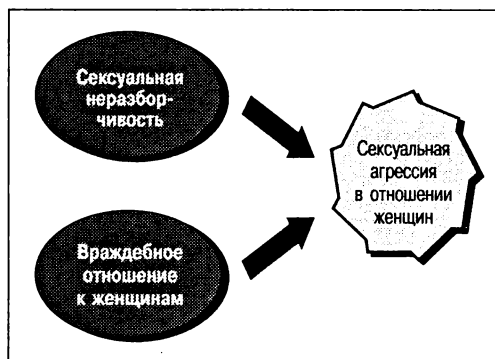 Сексуальная
неразбор-
чивость
Сексуальная
агрессия
в отношении
женщин
Враждебное
отношение
к женщинам